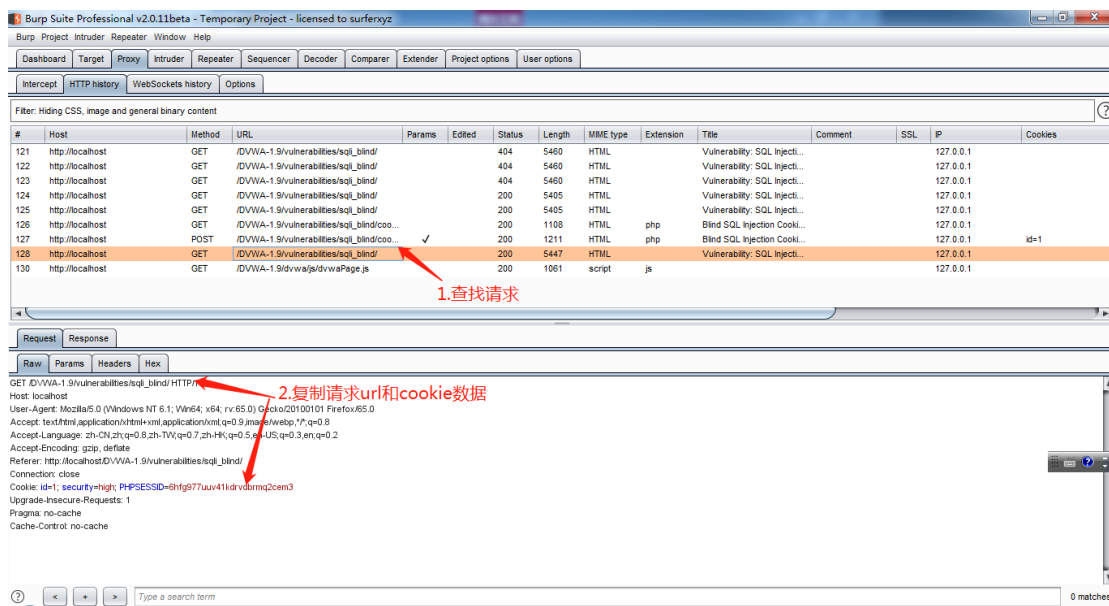 Burp Suite Professional v2.0.11beta - Temporary Project - licensed to surferxyz
Burp Project Intruder Repeater Window Help
Dashboard Target Proxy Intruder Repeater Sequencer Decoder Comparer Extender Project options User options
Intercept HTTP history WebSockets history Options
Filter: Hiding CSS, image and general binary content
# Host Method URL Params Edited Status Length MIME type Extension Title Comment SSL IP Cookies
121 http://localhost GET /DVWA-1.9/vulnerabilities/sqli_blind/ 404 5460 HTML Vulnerability: SQL Injecti... 127.0.0.1
122 http://localhost GET /DVWA-1.9/vulnerabilities/sqli_blind/ 404 5460 HTML Vulnerability: SQL Injecti... 127.0.0.1
123 http://localhost GET /DVWA-1.9/vulnerabilities/sqli_blind/ 404 5460 HTML Vulnerability: SQL Injecti... 127.0.0.1
124 http://localhost GET /DVWA-1.9/vulnerabilities/sqli_blind/ 200 5405 HTML Vulnerability: SQL Injecti... 127.0.0.1
125 http://localhost GET /DVWA-1.9/vulnerabilities/sqli_blind/ 200 5405 HTML Vulnerability: SQL Injecti... 127.0.0.1
126 http://localhost GET /DVWA-1.9/vulnerabilities/sqli_blind/coo... 200 1108 HTML php Blind SQL Injection Cooki... 127.0.0.1
127 http://localhost POST /DVWA-1.9/vulnerabilities/sqli_blind/coo... ✓ 200 1211 HTML php Blind SQL Injection Cooki... 127.0.0.1 id=1
128 http://localhost GET /DVWA-1.9/vulnerabilities/sqli_blind/ 200 5447 HTML Vulnerability: SQL Injecti... 127.0.0.1
130 http://localhost GET /DVWA-1.9/dvwa/js/dvwaPage.js 200 1061 script js 127.0.0.1
1.查找请求
Request Response
Raw Params Headers Hex
GET /DVWA-1.9/vulnerabilities/sqli_blind/ HTTP/
2.复制请求url和cookie数据
Host: localhost
User-Agent: Mozilla/5.0 (Windows NT 6.1; Win64; x64; rv:65.0) Gecko/20100101 Firefox/65.0
Accept: text/html,application/xhtml+xml,application/xml;q=0.9,image/webp,*/*;q=0.8
Accept-Language: zh-CN,zh;q=0.8,zh-TW;q=0.7,zh-HK;q=0.5,en-US;q=0.3,en;q=0.2
Accept-Encoding: gzip, deflate
Referer: http://localhost/DVWA-1.9/vulnerabilities/sqli_blind/
Connection: close
Cookie: id=1; security=high; PHPSESSID=6hfg977uuv41kdrvdbrmq2cem3
Upgrade-Insecure-Requests: 1
Pragma: no-cache
Cache-Control: no-cache
? < + > Type a search term 0 matches